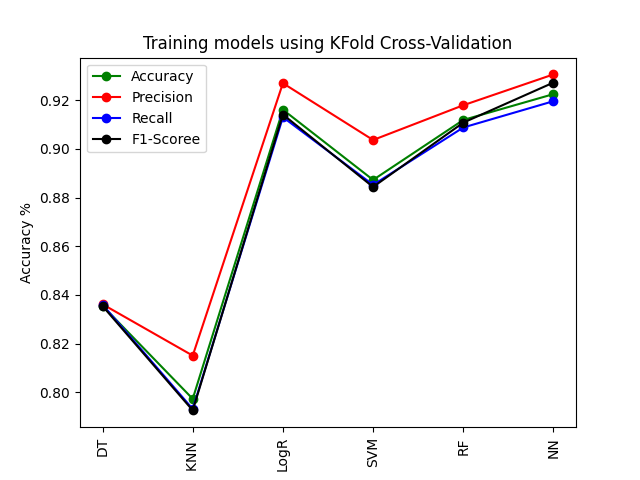 Training models using KFold Cross-Validation
Accuracy
Precision
Recall
F1-Scoree
Accuracy %
0.92
0.90
0.88
0.86
0.84
0.82
0.80
DT
KNN
LogR
SVM
RF
NN